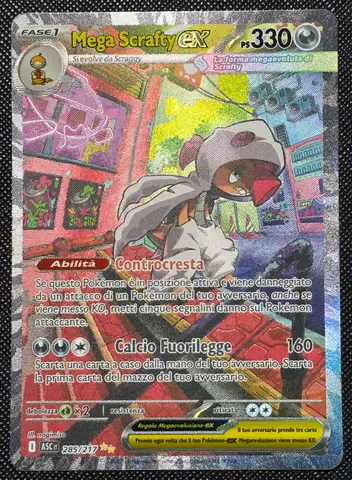 FASE 1
Mega Scrafty ex PS 330
Si evolve da Scraggy
La forma megaevoluta di
Scrafty
Abilità Controcresta
Se questo Pokémon è in posizione attiva e viene danneggiato
da un attacco di un Pokémon del tuo avversario, anche se
viene messo KO, metti cinque segnalini danno sul Pokémon
attaccante.
Calcio Fuorilegge 160
Scarta una carta a caso dalla mano del tuo avversario. Scarta
la prima carta del mazzo del tuo avversario.
debolezza ×2 resistenza ritirata
Ill.
Regola Megaevoluzione-ex Il tuo avversario prende tre carte
Premio ogni volta che il tuo Pokémon-ex Megaevoluzione viene messo KO.
I ASC IT 285/217